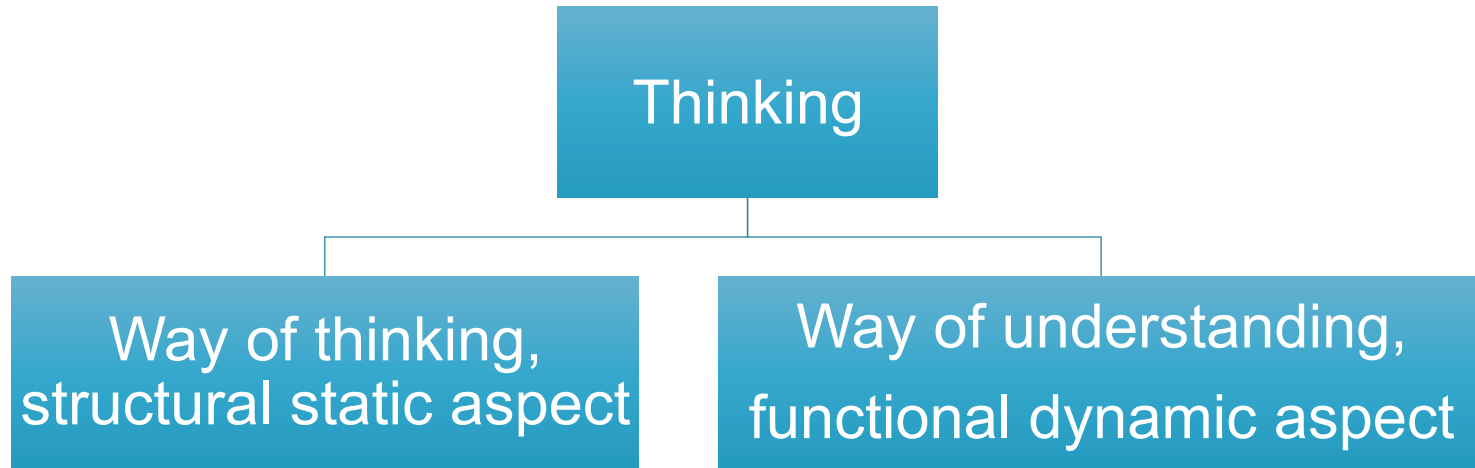 Thinking
Way of thinking,
structural static aspect
Way of understanding,
functional dynamic aspect